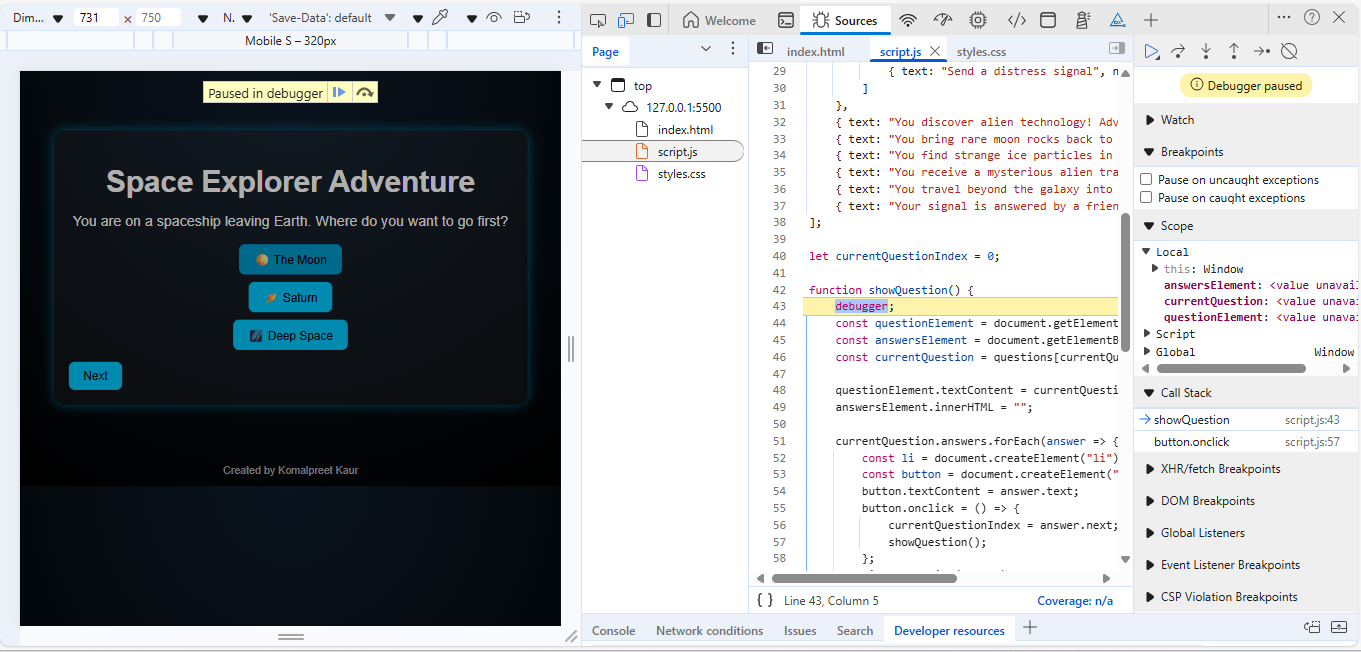 Dim... 731 × 750 N. 'Save-Data': default
Mobile S – 320px
Paused in debugger
Space Explorer Adventure
You are on a spaceship leaving Earth. Where do you want to go first?
The Moon
Saturn
Deep Space
Next
Created by Komalpreet Kaur
Welcome Sources
Page
top
127.0.0.1:5500
index.html
script.js
styles.css
index.html script.js styles.css
29 { text: "Send a distress signal", n
30 ]
31 },
32 { text: "You discover alien technology! Adv
33 { text: "You bring rare moon rocks back to
34 { text: "You find strange ice particles in
35 { text: "You receive a mysterious alien tra
36 { text: "You travel beyond the galaxy into
37 { text: "Your signal is answered by a frien
38 ];
39
40 let currentQuestionIndex = 0;
41
42 function showQuestion() {
43 debugger;
44 const questionElement = document.getElement
45 const answersElement = document.getElementB
46 const currentQuestion = questions[currentQu
47
48 questionElement.textContent = currentQuesti
49 answersElement.innerHTML = "";
50
51 currentQuestion.answers.forEach(answer => {
52 const li = document.createElement("li")
53 const button = document.createElement("
54 button.textContent = answer.text;
55 button.onclick = () => {
56 currentQuestionIndex = answer.next;
57 showQuestion();
58 };
{ } Line 43, Column 5 Coverage: n/a
Debugger paused
Watch
Breakpoints
Pause on uncaught exceptions
Pause on caught exceptions
Scope
Local
this: Window
answersElement: <value unavai
currentQuestion: <value unava
questionElement: <value unava
Script
Global Window
Call Stack
showQuestion script.js:43
button.onclick script.js:57
XHR/fetch Breakpoints
DOM Breakpoints
Global Listeners
Event Listener Breakpoints
CSP Violation Breakpoints
Console Network conditions Issues Search Developer resources